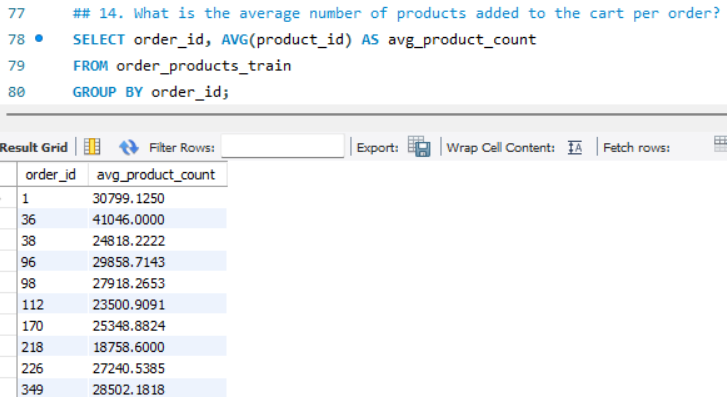 77 ## 14. What is the average number of products added to the cart per order?
78 SELECT order_id, AVG(product_id) AS avg_product_count
79 FROM order_products_train
80 GROUP BY order_id;
Result Grid Filter Rows: Export: Wrap Cell Content: IA Fetch rows:
order_id avg_product_count
1 30799.1250
36 41046.0000
38 24818.2222
96 29858.7143
98 27918.2653
112 23500.9091
170 25348.8824
218 18758.6000
226 27240.5385
349 28502.1818